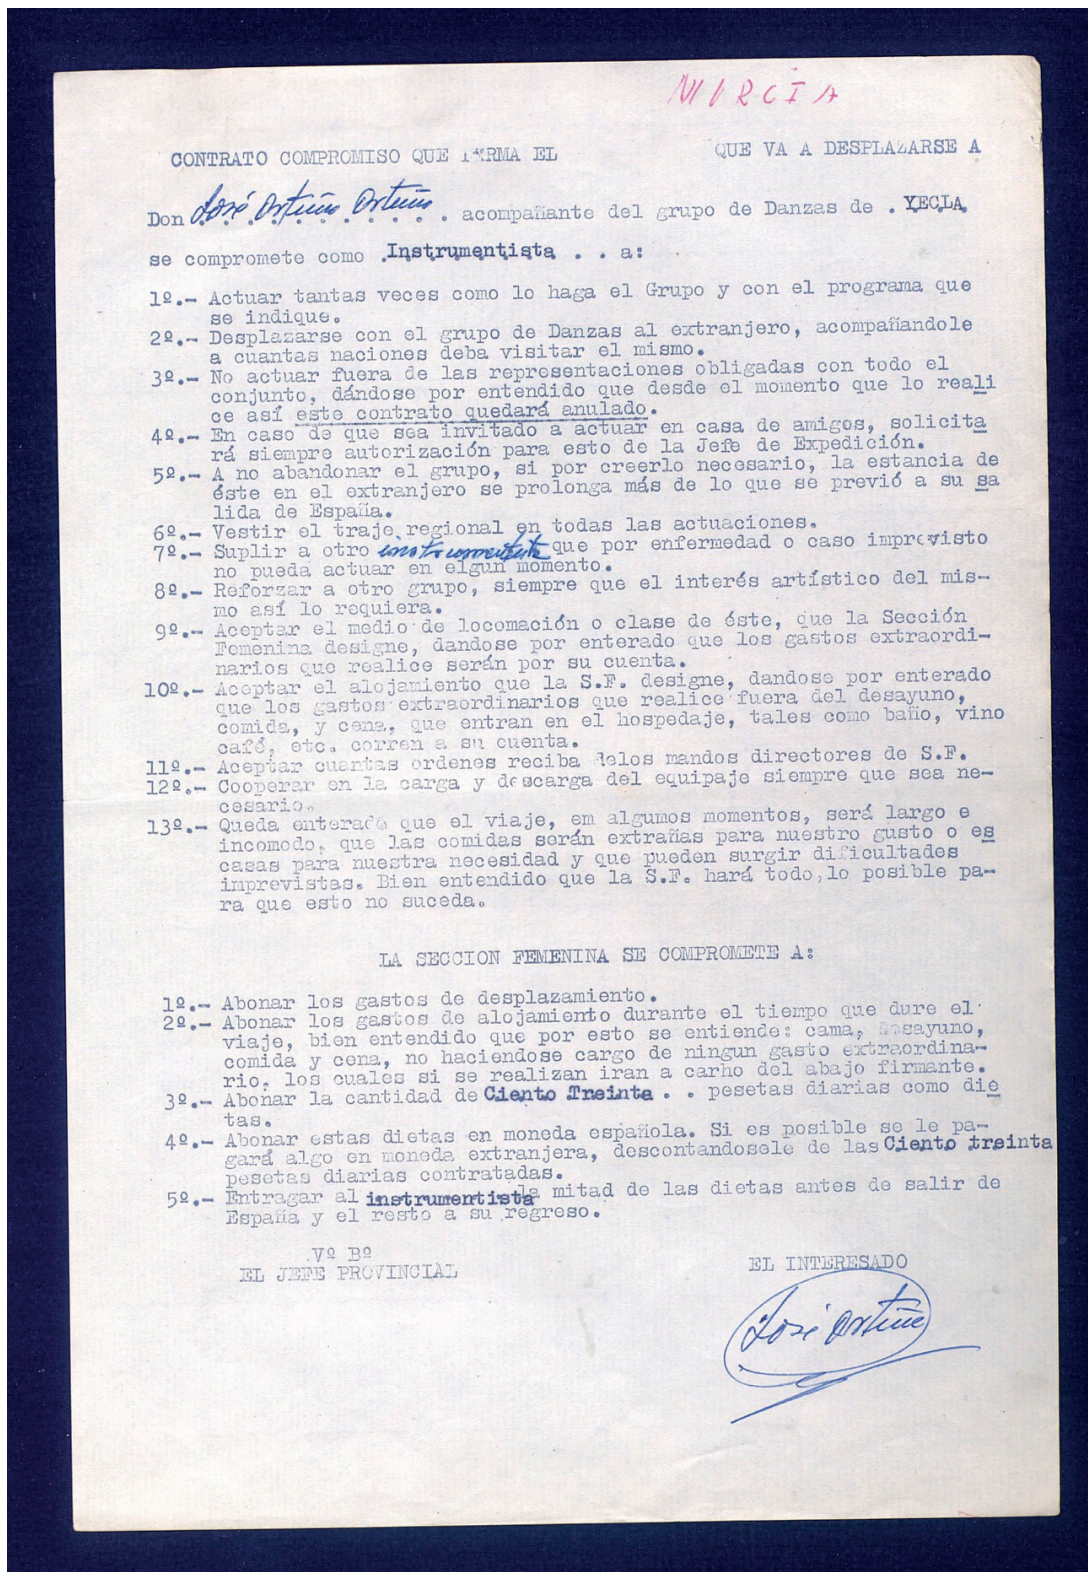 MURCIA
CONTRATO COMPROMISO QUE FIRMA EL QUE VA A DESPLAZARSE A
Don José Ortuño Ortuño. . acompañante del grupo de Danzas de . YECLA.
se compromete como .Instrumentista . . a:
1º.- Actuar tantas veces como lo haga el Grupo y con el programa que
se indique.
2º.- Desplazarse con el grupo de Danzas al extranjero, acompañandole
a cuantas naciones deba visitar el mismo.
3º.- No actuar fuera de las representaciones obligadas con todo el
conjunto, dándose por entendido que desde el momento que lo reali
ce así este contrato quedará anulado.
4º.- En caso de que sea invitado a actuar en casa de amigos, solicita
rá siempre autorización para esto de la Jefe de Expedición.
5º.- A no abandonar el grupo, si por creerlo necesario, la estancia de
éste en el extranjero se prolonga más de lo que se previó a su sa
lida de España.
6º.- Vestir el traje regional en todas las actuaciones.
7º.- Suplir a otro instrumentista que por enfermedad o caso imprevisto
no pueda actuar en elgun momento.
8º.- Reforzar a otro grupo, siempre que el interés artístico del mis-
mo así lo requiera.
9º.- Aceptar el medio de locomación o clase de éste, que la Sección
Femenina designe, dandose por enterado que los gastos extraordi-
narios que realice serán por su cuenta.
10º.- Aceptar el alojamiento que la S.F. designe, dandose por enterado
que los gastos extraordinarios que realice fuera del desayuno,
comida, y cena, que entran en el hospedaje, tales como baño, vino
café, etc. corren a su cuenta.
11º.- Aceptar cuantas ordenes reciba delos mandos directores de S.F.
12º.- Cooperar en la carga y descarga del equipaje siempre que sea ne-
cesario.
13º.- Queda enterado que el viaje, em algumos momentos, será largo e
incomodo, que las comidas serán extrañas para nuestro gusto o es
casas para nuestra necesidad y que pueden surgir dificultades
imprevistas. Bien entendido que la S.F. hará todo lo posible pa-
ra que esto no suceda.
LA SECCION FEMENINA SE COMPROMETE A:
1º.- Abonar los gastos de desplazamiento.
2º.- Abonar los gastos de alojamiento durante el tiempo que dure el
viaje, bien entendido que por esto se entiende: cama, desayuno,
comida y cena, no haciendose cargo de ningun gasto extraordina-
rio, los cuales si se realizan iran a carho del abajo firmante.
3º.- Abonar la cantidad de Ciento Treinta . . pesetas diarias como die
tas.
4º.- Abonar estas dietas en moneda española. Si es posible se le pa-
gará algo en moneda extranjera, descontandosele de las Ciento treinta
pesetas diarias contratadas.
5º.- Entragar al instrumentista la mitad de las dietas antes de salir de
España y el resto a su regreso.
Vº Bº
EL JEFE PROVINCIAL
EL INTERESADO
José Ortuño